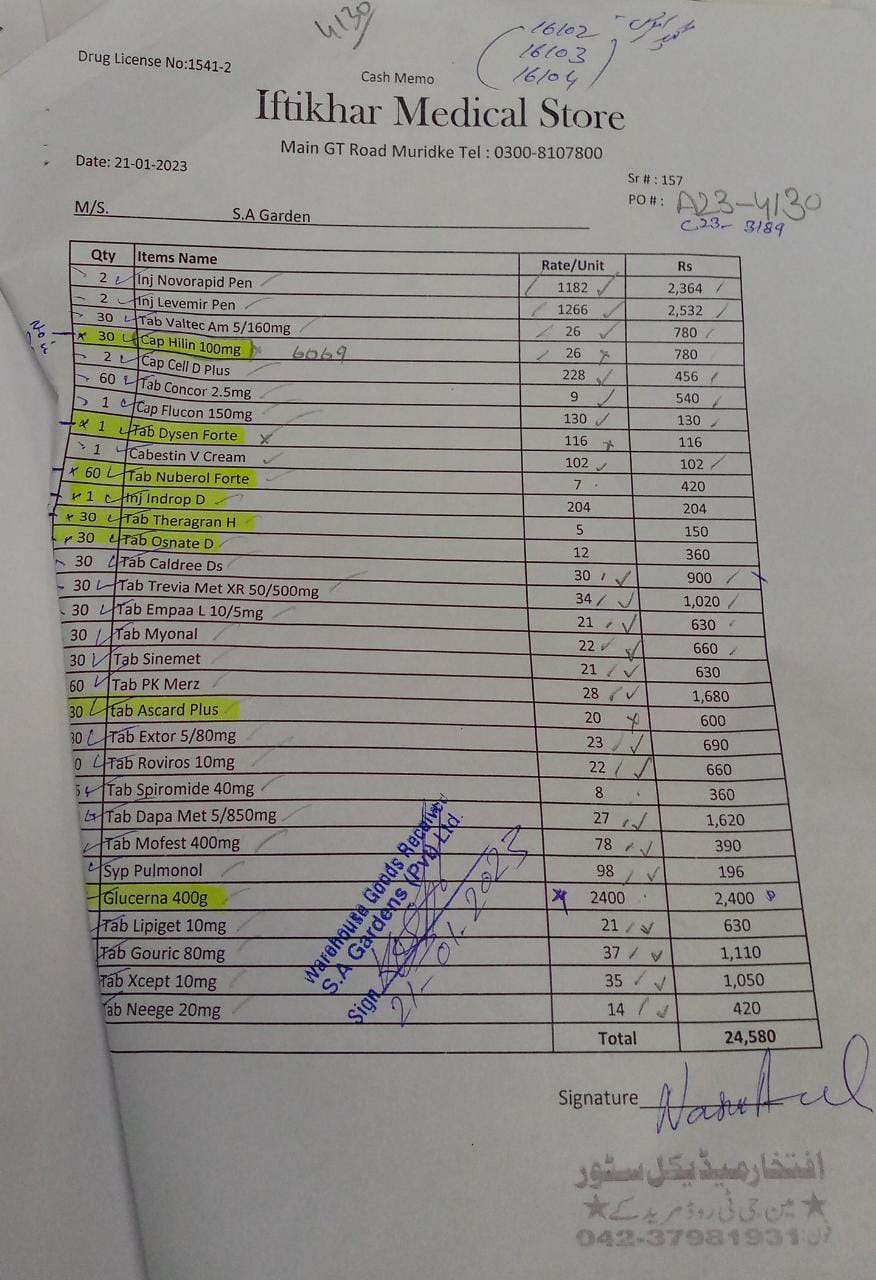 4130
16102
16103
16104
Drug License No:1541-2
Cash Memo
Iftikhar Medical Store
Main GT Road Muridke Tel : 0300-8107800
Date: 21-01-2023
Sr # : 157
PO # : A23-4130
C23- 3189
M/S. S.A Garden
Qty Items Name Rate/Unit Rs
2 Inj Novorapid Pen 1182 2,364
2 Inj Levemir Pen 1266 2,532
30 Tab Valtec Am 5/160mg 26 780
30 Cap Hilin 100mg 6069 26 780
2 Cap Cell D Plus 228 456
60 Tab Concor 2.5mg 9 540
1 Cap Flucon 150mg 130 130
1 Tab Dysen Forte 116 116
1 Cabestin V Cream 102 102
60 Tab Nuberol Forte 7 420
1 Inj Indrop D 204 204
30 Tab Theragran H 5 150
30 Tab Osnate D 12 360
30 Tab Caldree Ds 30 900
30 Tab Trevia Met XR 50/500mg 34 1,020
30 Tab Empaa L 10/5mg 21 630
30 Tab Myonal 22 660
30 Tab Sinemet 21 630
60 Tab PK Merz 28 1,680
30 tab Ascard Plus 20 600
30 Tab Extor 5/80mg 23 690
0 Tab Roviros 10mg 22 660
5 Tab Spiromide 40mg 8 360
Tab Dapa Met 5/850mg 27 1,620
Tab Mofest 400mg 78 390
Syp Pulmonol 98 196
Glucerna 400g 2400 2,400
Tab Lipiget 10mg 21 630
Tab Gouric 80mg 37 1,110
Tab Xcept 10mg 35 1,050
Tab Neege 20mg 14 420
Total 24,580
Warehouse Goods Received
S.A Gardens (Pvt) Ltd.
Sign
21-01-2023
Signature
افتخار میڈیکل سٹور
مین جی ٹی روڈ مریدکے
فون 042-37981931